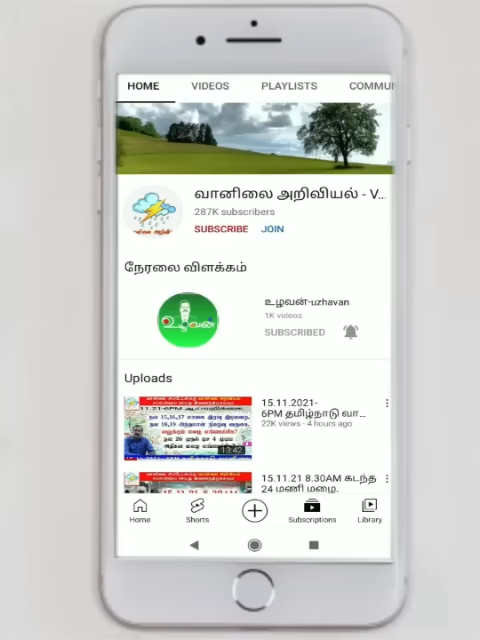 HOME VIDEOS PLAYLISTS COMMU
வானிலை அறிவியல் - V...
287K subscribers
SUBSCRIBE JOIN
நேரலை விளக்கம்
உழவன்
உழவன்-uzhavan
1K videos
SUBSCRIBED
Uploads
15.11.2021-
6PM தமிழ்நாடு வா...
22K views · 4 hours ago
13:42
15.11.21 8.30AM கடந்த
24 மணி மழை.
Home Shorts Subscriptions Library